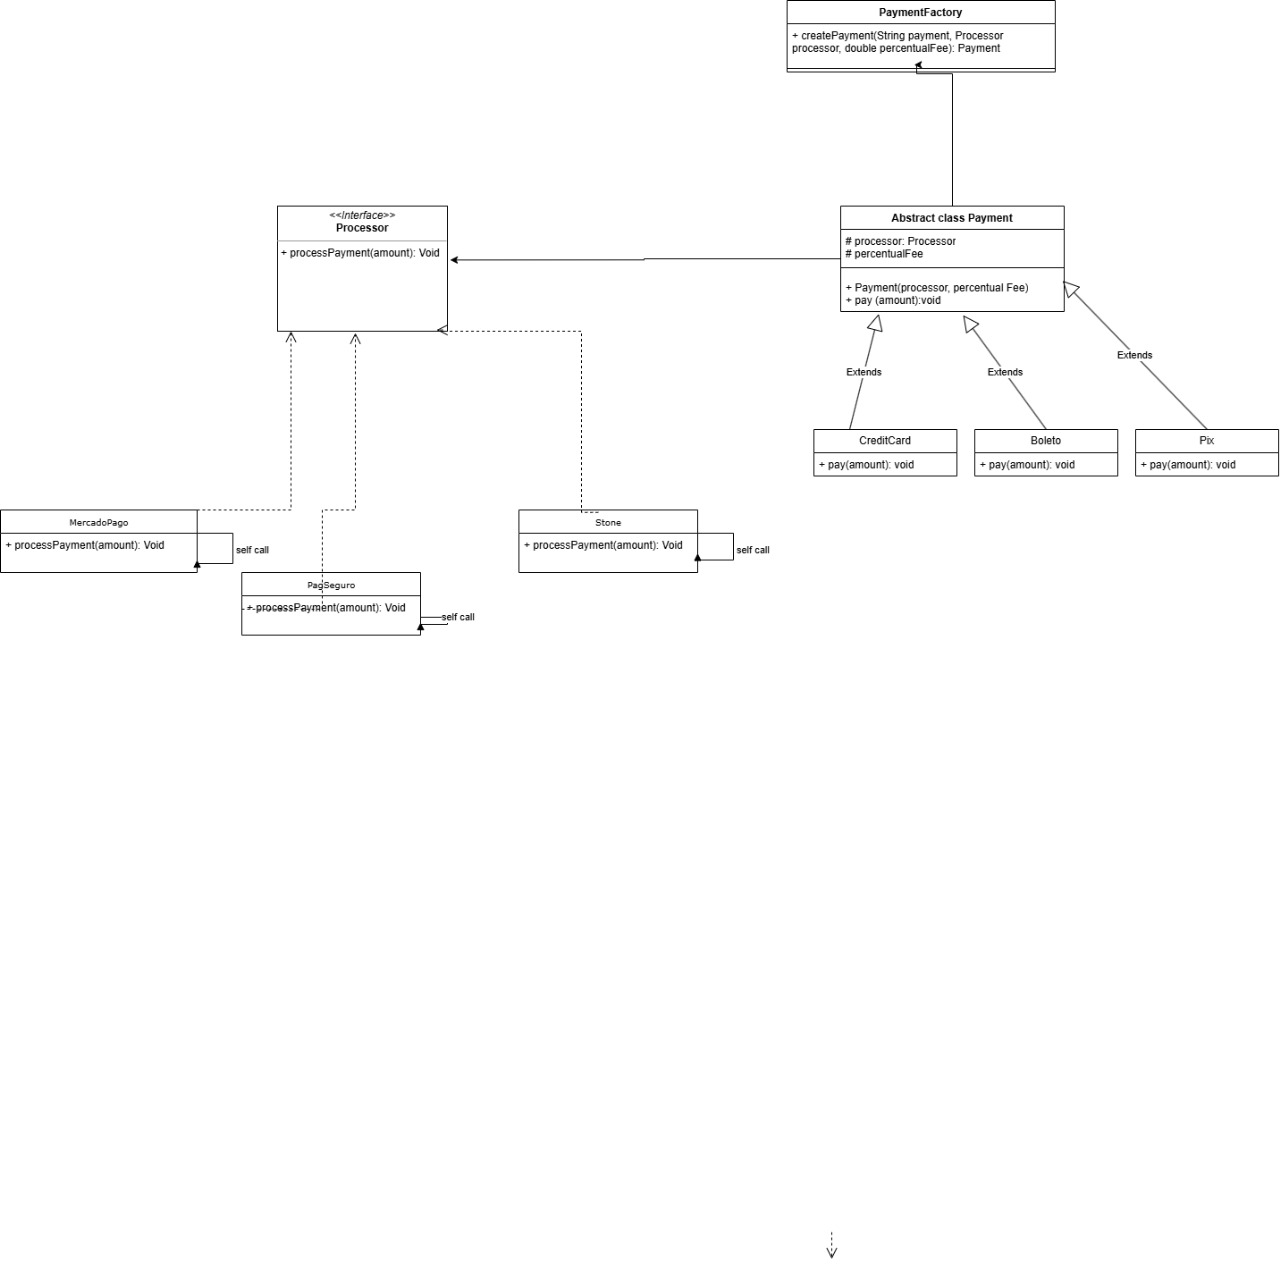 PaymentFactory
+ createPayment(String payment, Processor
processor, double percentualFee): Payment
<<Interface>>
Processor
+ processPayment(amount): Void
Abstract class Payment
# processor: Processor
# percentualFee
+ Payment(processor, percentual Fee)
+ pay (amount):void
Extends
Extends
Extends
CreditCard
+ pay(amount): void
Boleto
+ pay(amount): void
Pix
+ pay(amount): void
MercadoPago
+ processPayment(amount): Void
self call
PagSeguro
+ processPayment(amount): Void
self call
Stone
+ processPayment(amount): Void
self call